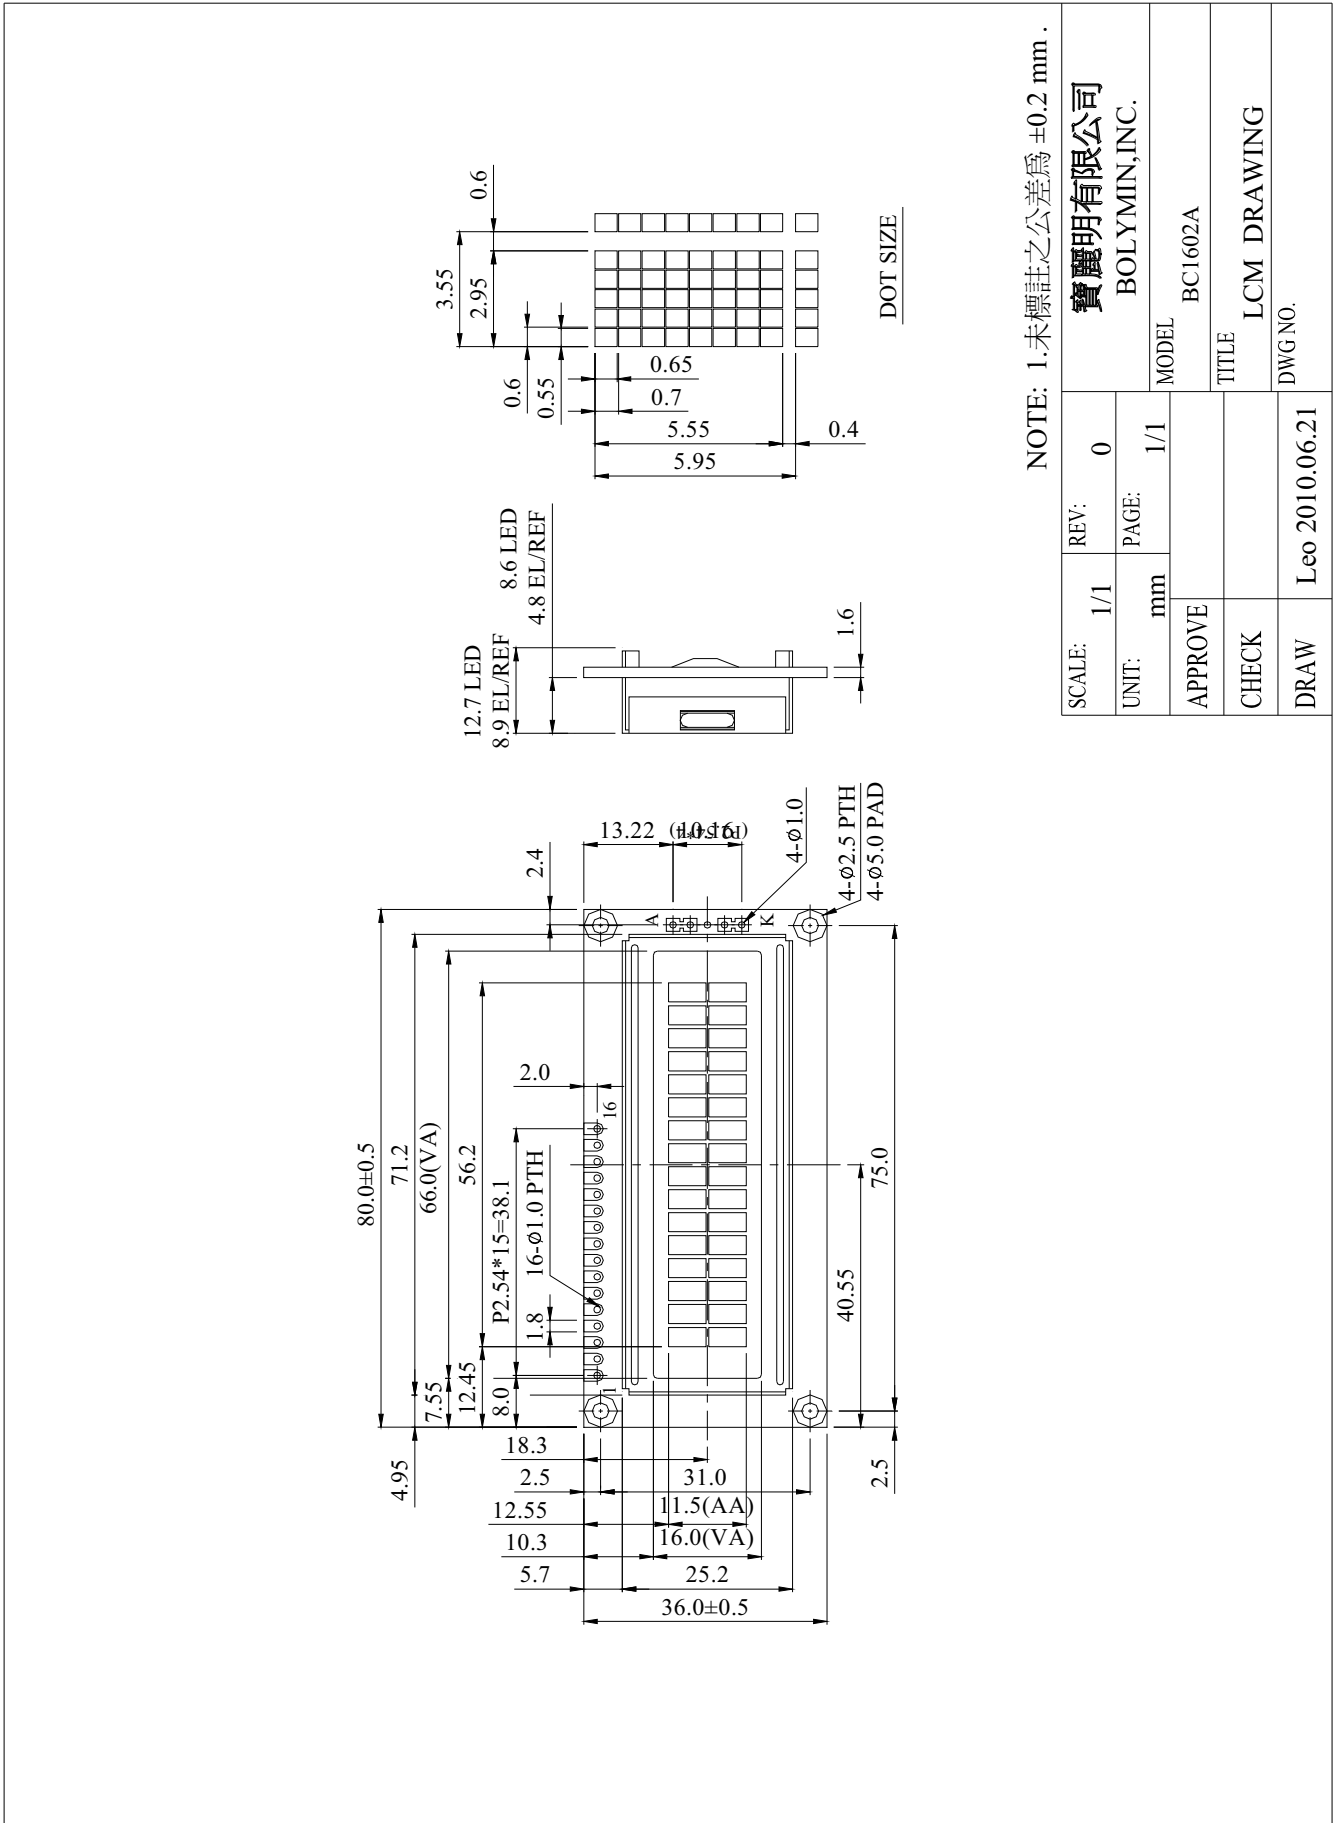 80.0±0.5
71.2
66.0(VA)
56.2
P2.54*15=38.1
16-ø1.0 PTH
1.8
2.0
16
1
4.95
7.55
12.45
8.0
2.4
13.22
A
K
4-ø1.0
4-ø2.5 PTH
4-ø5.0 PAD
18.3
2.5
31.0
12.55
11.5(AA)
10.3
16.0(VA)
5.7
25.2
36.0±0.5
40.55
75.0
2.5
12.7 LED
8.9 EL/REF
8.6 LED
4.8 EL/REF
1.6
3.55
2.95
0.6
0.6
0.55
0.65
0.7
5.55
0.4
5.95
DOT SIZE
NOTE: 1.未標註之公差為 ±0.2 mm .
SCALE: 1/1
REV: 0
寶麗明有限公司
BOLYMIN,INC.
UNIT: mm
PAGE: 1/1
MODEL
BC1602A
APPROVE
TITLE
LCM DRAWING
CHECK
DRAW
Leo 2010.06.21
DWG NO.